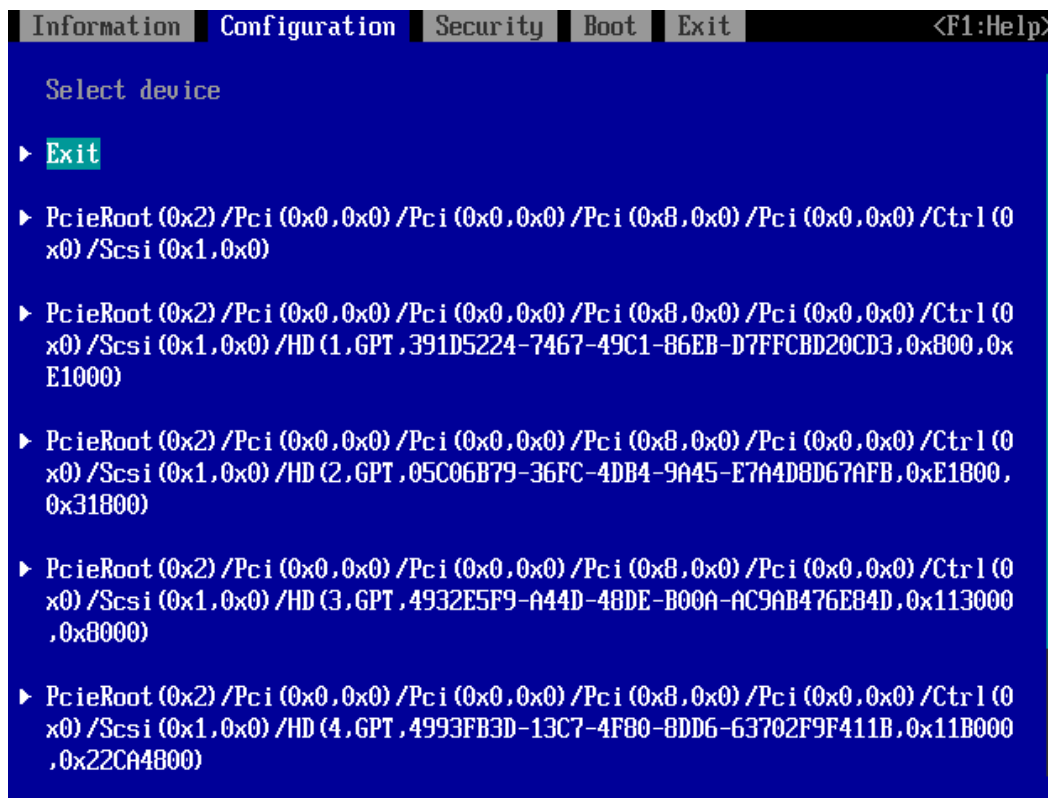 Information Configuration Security Boot Exit <F1:Help>
Select device
Exit
PcieRoot(0x2)/Pci(0x0,0x0)/Pci(0x0,0x0)/Pci(0x8,0x0)/Pci(0x0,0x0)/Ctrl(0
x0)/Scsi(0x1,0x0)
PcieRoot(0x2)/Pci(0x0,0x0)/Pci(0x0,0x0)/Pci(0x8,0x0)/Pci(0x0,0x0)/Ctrl(0
x0)/Scsi(0x1,0x0)/HD(1,GPT,391D5224-7467-49C1-86EB-D7FFCBD20CD3,0x800,0x
E1000)
PcieRoot(0x2)/Pci(0x0,0x0)/Pci(0x0,0x0)/Pci(0x8,0x0)/Pci(0x0,0x0)/Ctrl(0
x0)/Scsi(0x1,0x0)/HD(2,GPT,05C06B79-36FC-4DB4-9A45-E7A4D8D67AFB,0xE1800,
0x31800)
PcieRoot(0x2)/Pci(0x0,0x0)/Pci(0x0,0x0)/Pci(0x8,0x0)/Pci(0x0,0x0)/Ctrl(0
x0)/Scsi(0x1,0x0)/HD(3,GPT,4932E5F9-A44D-48DE-B00A-AC9AB476E84D,0x113000
,0x8000)
PcieRoot(0x2)/Pci(0x0,0x0)/Pci(0x0,0x0)/Pci(0x8,0x0)/Pci(0x0,0x0)/Ctrl(0
x0)/Scsi(0x1,0x0)/HD(4,GPT,4993FB3D-13C7-4F80-8DD6-63702F9F411B,0x11B000
,0x22CA4800)